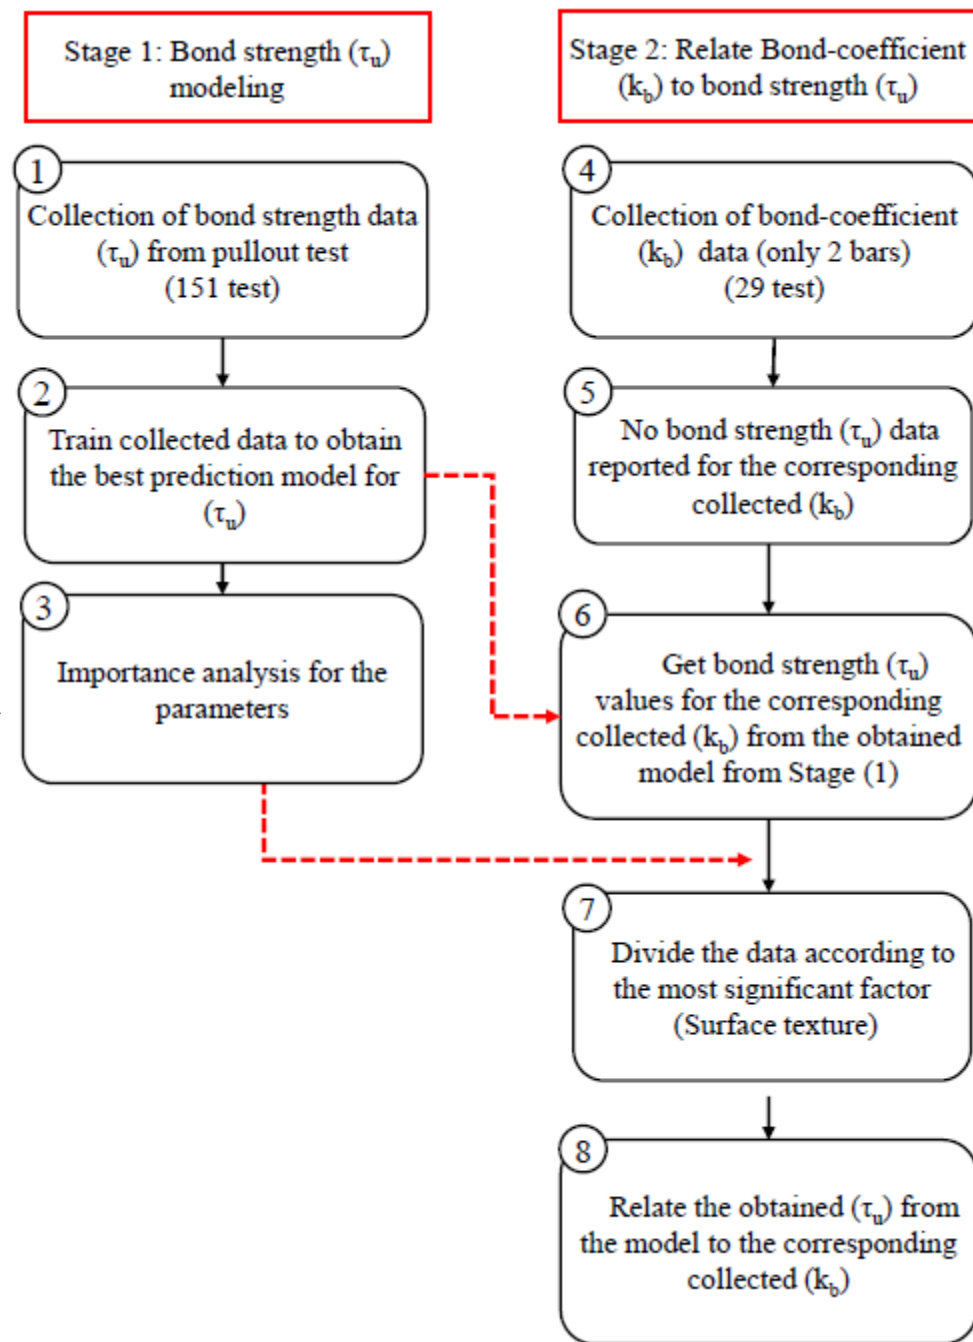 Stage 1: Bond strength (τu)
modeling
1
Collection of bond strength data
(τu) from pullout test
(151 test)
2
Train collected data to obtain
the best prediction model for
(τu)
3
Importance analysis for the
parameters
Stage 2: Relate Bond-coefficient
(kb) to bond strength (τu)
4
Collection of bond-coefficient
(kb) data (only 2 bars)
(29 test)
5
No bond strength (τu) data
reported for the corresponding
collected (kb)
6
Get bond strength (τu)
values for the corresponding
collected (kb) from the obtained
model from Stage (1)
7
Divide the data according to
the most significant factor
(Surface texture)
8
Relate the obtained (τu) from
the model to the corresponding
collected (kb)